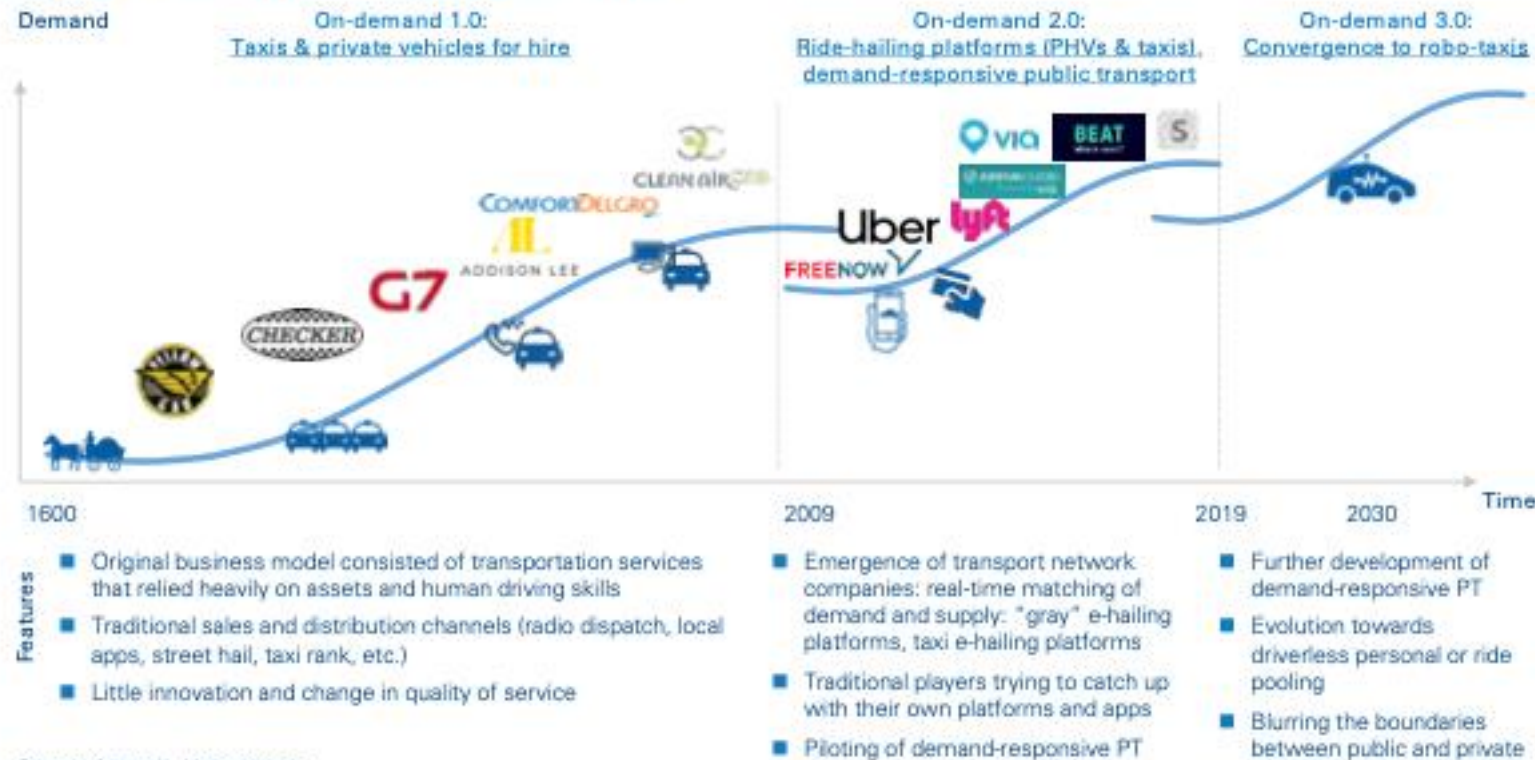 Demand
On-demand 1.0:
Taxis & private vehicles for hire
On-demand 2.0:
Ride-hailing platforms (PHVs & taxis),
demand-responsive public transport
On-demand 3.0:
Convergence to robo-taxis
VIA
BEAT
S
CLEAN AIR
COMFORTDELGRO
AL
ADDISON LEE
Uber
lyft
FREENOW
G7
CHECKER
CAB
Time
1600
2009
2019
2030
Features
Original business model consisted of transportation services
that relied heavily on assets and human driving skills
Traditional sales and distribution channels (radio dispatch, local
apps, street hail, taxi rank, etc.)
Little innovation and change in quality of service
Emergence of transport network
companies: real-time matching of
demand and supply: "gray" e-hailing
platforms, taxi e-hailing platforms
Traditional players trying to catch up
with their own platforms and apps
Piloting of demand-responsive PT
Further development of
demand-responsive PT
Evolution towards
driverless personal or ride
pooling
Blurring the boundaries
between public and private